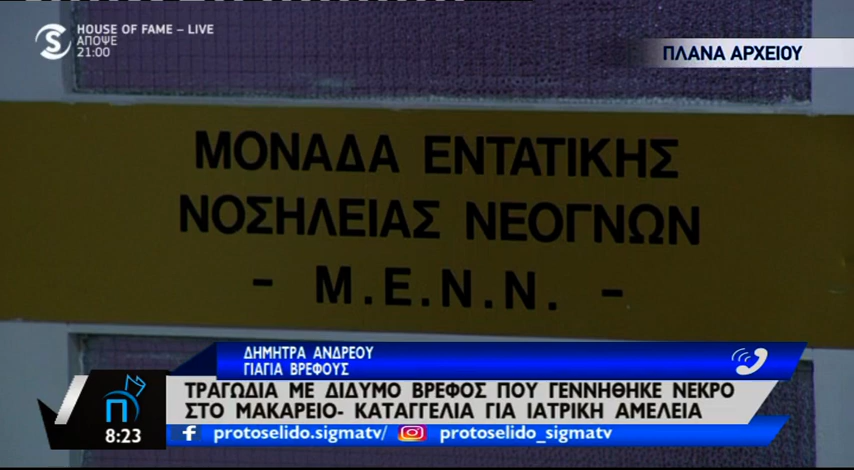 HOUSE OF FAME – LIVE
ΑΠΟΨΕ
21:00
S
ΠΛΑΝΑ ΑΡΧΕΙΟΥ
ΜΟΝΑΔΑ ΕΝΤΑΤΙΚΗΣ
ΝΟΣΗΛΕΙΑΣ ΝΕΟΓΝΩΝ
- Μ.Ε.Ν.Ν. -
ΔΗΜΗΤΡΑ ΑΝΔΡΕΟΥ
ΓΙΑΓΙΑ ΒΡΕΦΟΥΣ
ΤΡΑΓΩΔΙΑ ΜΕ ΔΙΔΥΜΟ ΒΡΕΦΟΣ ΠΟΥ ΓΕΝΝΗΘΗΚΕ ΝΕΚΡΟ
ΣΤΟ ΜΑΚΑΡΕΙΟ- ΚΑΤΑΓΓΕΛΙΑ ΓΙΑ ΙΑΤΡΙΚΗ ΑΜΕΛΕΙΑ
Π
8:23
protoselido.sigmatv/ protoselido_sigmatv